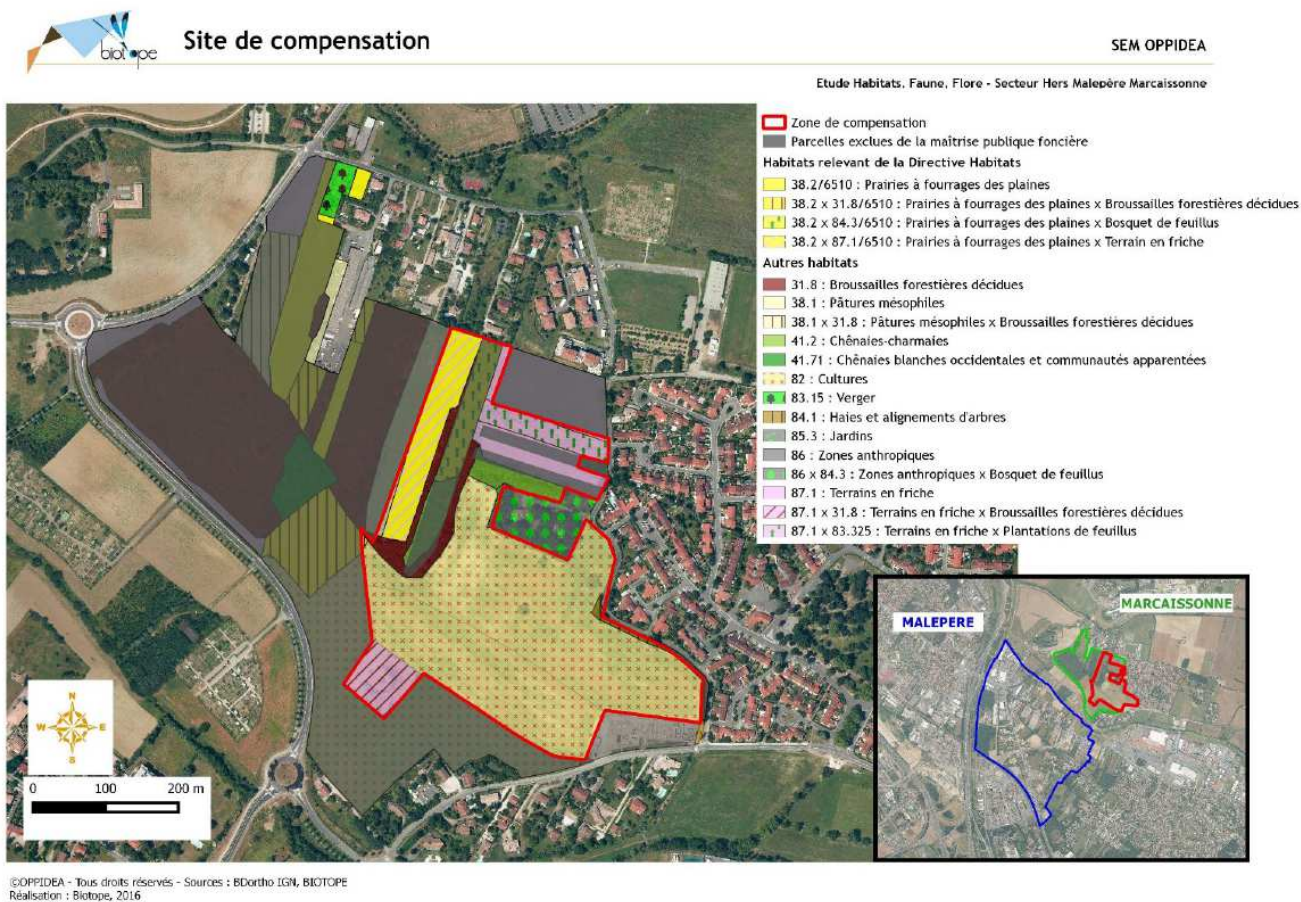 biotope
Site de compensation
SEM OPPIDEA
Etude Habitats, Faune, Flore - Secteur Hers Malepère Marcaissonne
Zone de compensation
Parcelles exclues de la maîtrise publique foncière
Habitats relevant de la Directive Habitats
38.2/6510 : Prairies à fourrages des plaines
38.2 x 31.8/6510 : Prairies à fourrages des plaines x Broussailles forestières décidues
38.2 x 84.3/6510 : Prairies à fourrages des plaines x Bosquet de feuillus
38.2 x 87.1/6510 : Prairies à fourrages des plaines x Terrain en friche
Autres habitats
31.8 : Broussailles forestières décidues
38.1 : Pâtures mésophiles
38.1 x 31.8 : Pâtures mésophiles x Broussailles forestières décidues
41.2 : Chênaies-charmaies
41.71 : Chênaies blanches occidentales et communautés apparentées
82 : Cultures
83.15 : Verger
84.1 : Haies et alignements d'arbres
85.3 : Jardins
86 : Zones anthropiques
86 x 84.3 : Zones anthropiques x Bosquet de feuillus
87.1 : Terrains en friche
87.1 x 31.8 : Terrains en friche x Broussailles forestières décidues
87.1 x 83.325 : Terrains en friche x Plantations de feuillus
MARCAISSONNE
MALEPERE
N
W E
S
0 100 200 m
©OPPIDEA - Tous droits réservés - Sources : BDortho IGN, BIOTOPE
Réalisation : Biotope, 2016